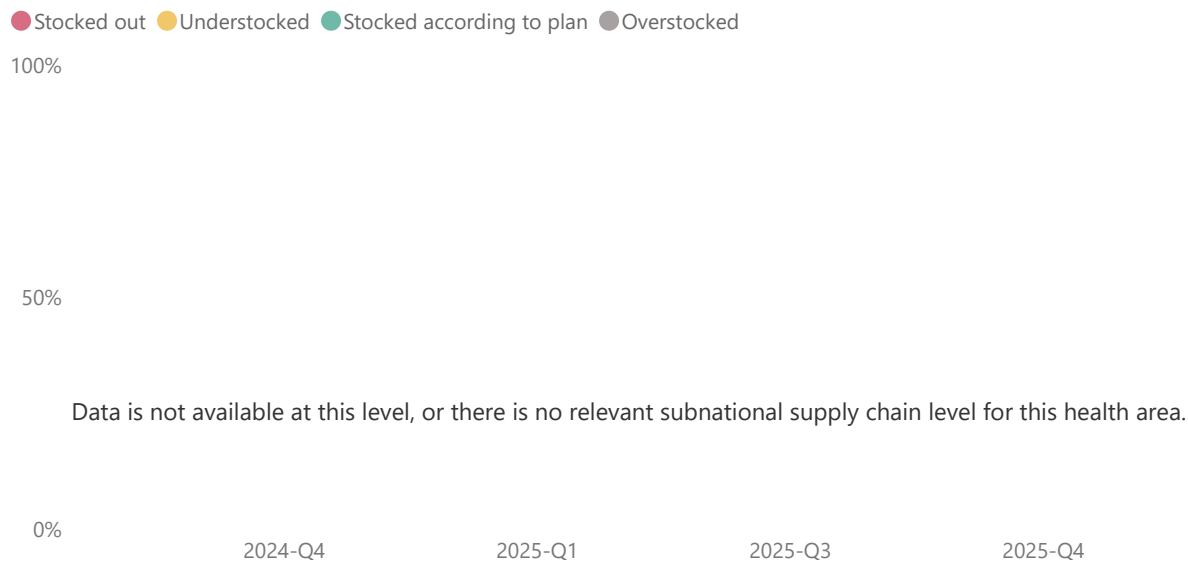 Stocked out Understocked Stocked according to plan Overstocked
100%
50%
Data is not available at this level, or there is no relevant subnational supply chain level for this health area.
0%
2024-Q4 2025-Q1 2025-Q3 2025-Q4